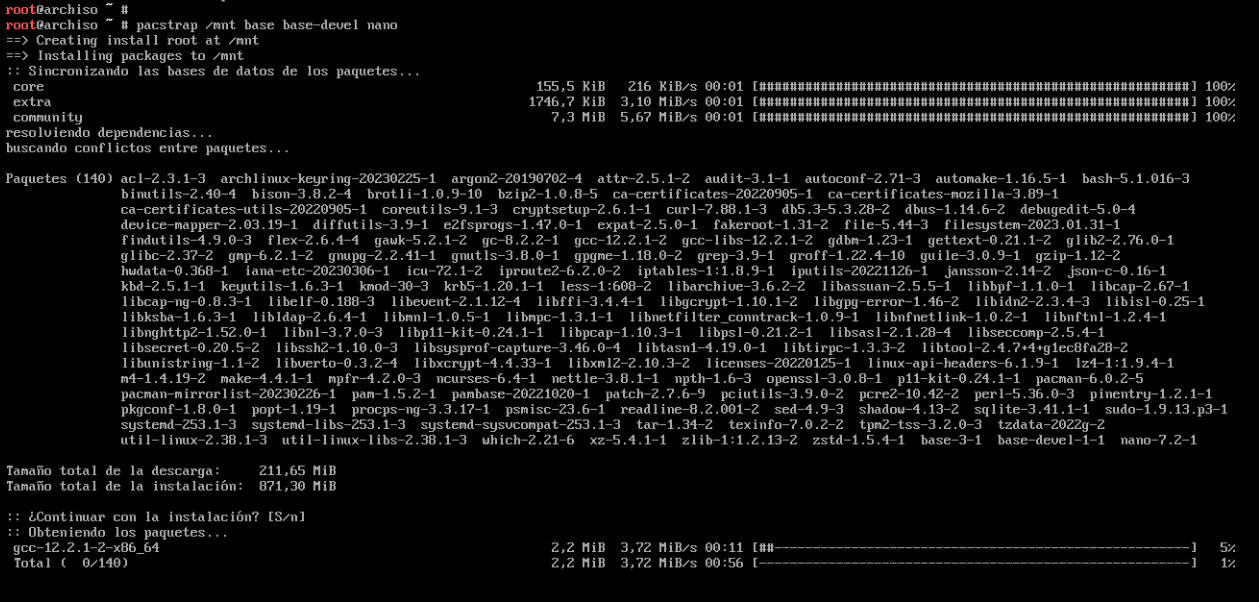 root@archiso ~ #
root@archiso ~ # pacstrap /mnt base base-devel nano
==> Creating install root at /mnt
==> Installing packages to /mnt
:: Sincronizando las bases de datos de los paquetes...
core 155,5 KiB 216 KiB/s 00:01 [########################################################] 100%
extra 1746,7 KiB 3,10 MiB/s 00:01 [########################################################] 100%
community 7,3 MiB 5,67 MiB/s 00:01 [########################################################] 100%
resolviendo dependencias...
buscando conflictos entre paquetes...
Paquetes (140) acl-2.3.1-3 archlinux-keyring-20230225-1 argon2-20190702-4 attr-2.5.1-2 audit-3.1-1 autoconf-2.71-3 automake-1.16.5-1 bash-5.1.016-3
binutils-2.40-4 bison-3.8.2-4 brotli-1.0.9-10 bzip2-1.0.8-5 ca-certificates-20220905-1 ca-certificates-mozilla-3.89-1
ca-certificates-utils-20220905-1 coreutils-9.1-3 cryptsetup-2.6.1-1 curl-7.88.1-3 db5.3-5.3.28-2 dbus-1.14.6-2 debugedit-5.0-4
device-mapper-2.03.19-1 diffutils-3.9-1 e2fsprogs-1.47.0-1 expat-2.5.0-1 fakeroot-1.31-2 file-5.44-3 filesystem-2023.01.31-1
findutils-4.9.0-3 flex-2.6.4-4 gawk-5.2.1-2 gc-8.2.2-1 gcc-12.2.1-2 gcc-libs-12.2.1-2 gdbm-1.23-1 gettext-0.21.1-2 glib2-2.76.0-1
glibc-2.37-2 gmp-6.2.1-2 gnupg-2.2.41-1 gnutls-3.8.0-1 gpgme-1.18.0-2 grep-3.9-1 groff-1.22.4-10 guile-3.0.9-1 gzip-1.12-2
hwdata-0.368-1 iana-etc-20230306-1 icu-72.1-2 iproute2-6.2.0-2 iptables-1:1.8.9-1 iputils-20221126-1 jansson-2.14-2 json-c-0.16-1
kbd-2.5.1-1 keyutils-1.6.3-1 kmod-30-3 krb5-1.20.1-1 less-1:608-2 libarchive-3.6.2-2 libassuan-2.5.5-1 libbpf-1.1.0-1 libcap-2.67-1
libcap-ng-0.8.3-1 libelf-0.188-3 libevent-2.1.12-4 libffi-3.4.4-1 libgcrypt-1.10.1-2 libgpg-error-1.46-2 libidn2-2.3.4-3 libisl-0.25-1
libksba-1.6.3-1 libldap-2.6.4-1 libmnl-1.0.5-1 libmpc-1.3.1-1 libnetfilter_conntrack-1.0.9-1 libnfnetlink-1.0.2-1 libnftnl-1.2.4-1
libnghttp2-1.52.0-1 libnl-3.7.0-3 libp11-kit-0.24.1-1 libpcap-1.10.3-1 libpsl-0.21.2-1 libsasl-2.1.28-4 libseccomp-2.5.4-1
libsecret-0.20.5-2 libssh2-1.10.0-3 libsysprof-capture-3.46.0-4 libtasn1-4.19.0-1 libtirpc-1.3.3-2 libtool-2.4.7+4+g1ec8fa28-2
libunistring-1.1-2 libverto-0.3.2-4 libxcrypt-4.4.33-1 libxml2-2.10.3-2 licenses-20220125-1 linux-api-headers-6.1.9-1 lz4-1:1.9.4-1
m4-1.4.19-2 make-4.4.1-1 mpfr-4.2.0-3 ncurses-6.4-1 nettle-3.8.1-1 npth-1.6-3 openssl-3.0.8-1 p11-kit-0.24.1-1 pacman-6.0.2-5
pacman-mirrorlist-20230226-1 pam-1.5.2-1 pambase-20221020-1 patch-2.7.6-9 pciutils-3.9.0-2 pcre2-10.42-2 perl-5.36.0-3 pinentry-1.2.1-1
pkgconf-1.8.0-1 popt-1.19-1 procps-ng-3.3.17-1 psmisc-23.6-1 readline-8.2.001-2 sed-4.9-3 shadow-4.13-2 sqlite-3.41.1-1 sudo-1.9.13.p3-1
systemd-253.1-3 systemd-libs-253.1-3 systemd-sysvcompat-253.1-3 tar-1.34-2 texinfo-7.0.2-2 tpm2-tss-3.2.0-3 tzdata-2022g-2
util-linux-2.38.1-3 util-linux-libs-2.38.1-3 which-2.21-6 xz-5.4.1-1 zlib-1:1.2.13-2 zstd-1.5.4-1 base-3-1 base-devel-1-1 nano-7.2-1
Tamaño total de la descarga: 211,65 MiB
Tamaño total de la instalación: 871,30 MiB
:: ¿Continuar con la instalación? [S/n]
:: Obteniendo los paquetes...
gcc-12.2.1-2-x86_64 2,2 MiB 3,72 MiB/s 00:11 [##------------------------------------------------------] 5%
Total ( 0/140) 2,2 MiB 3,72 MiB/s 00:56 [--------------------------------------------------------] 1%